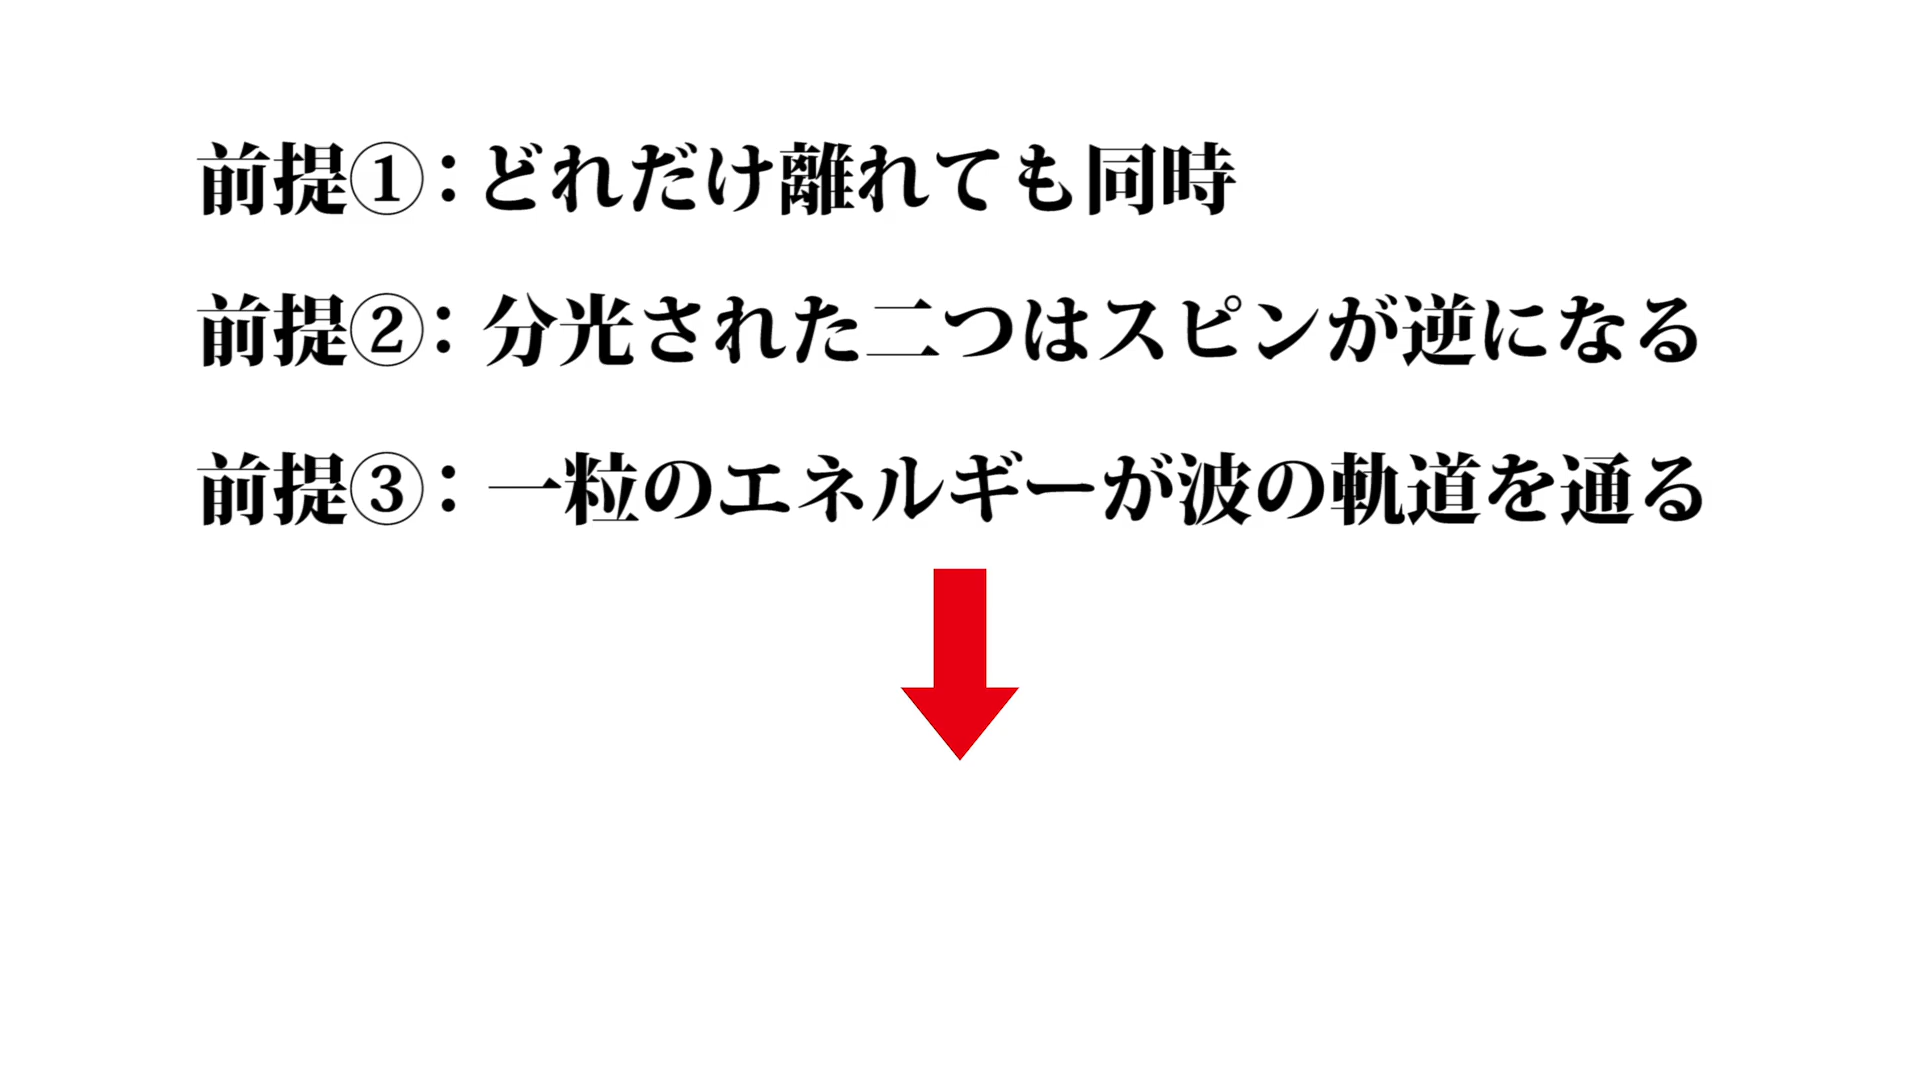 前提①：どれだけ離れても同時
前提②：分光された二つはスピンが逆になる
前提③：一粒のエネルギーが波の軌道を通る